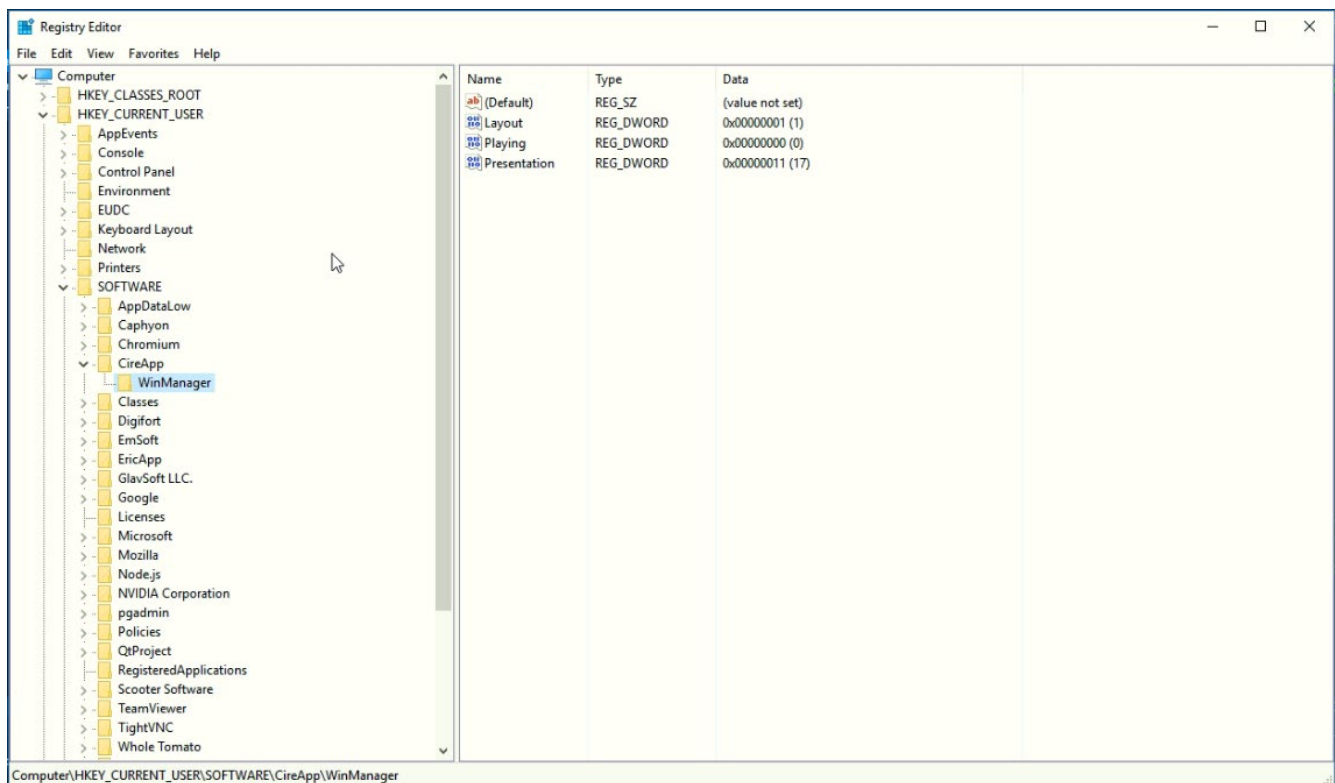 Registry Editor
File Edit View Favorites Help
Computer
HKEY_CLASSES_ROOT
HKEY_CURRENT_USER
AppEvents
Console
Control Panel
Environment
EUDC
Keyboard Layout
Network
Printers
SOFTWARE
AppDataLow
Caphyon
Chromium
CireApp
WinManager
Classes
Digifort
EmSoft
EricApp
GlavSoft LLC.
Google
Licenses
Microsoft
Mozilla
Node.js
NVIDIA Corporation
pgadmin
Policies
QtProject
RegisteredApplications
Scooter Software
TeamViewer
TightVNC
Whole Tomato
Name Type Data
(Default) REG_SZ (value not set)
Layout REG_DWORD 0x00000001 (1)
Playing REG_DWORD 0x00000000 (0)
Presentation REG_DWORD 0x00000011 (17)
Computer\HKEY_CURRENT_USER\SOFTWARE\CireApp\WinManager